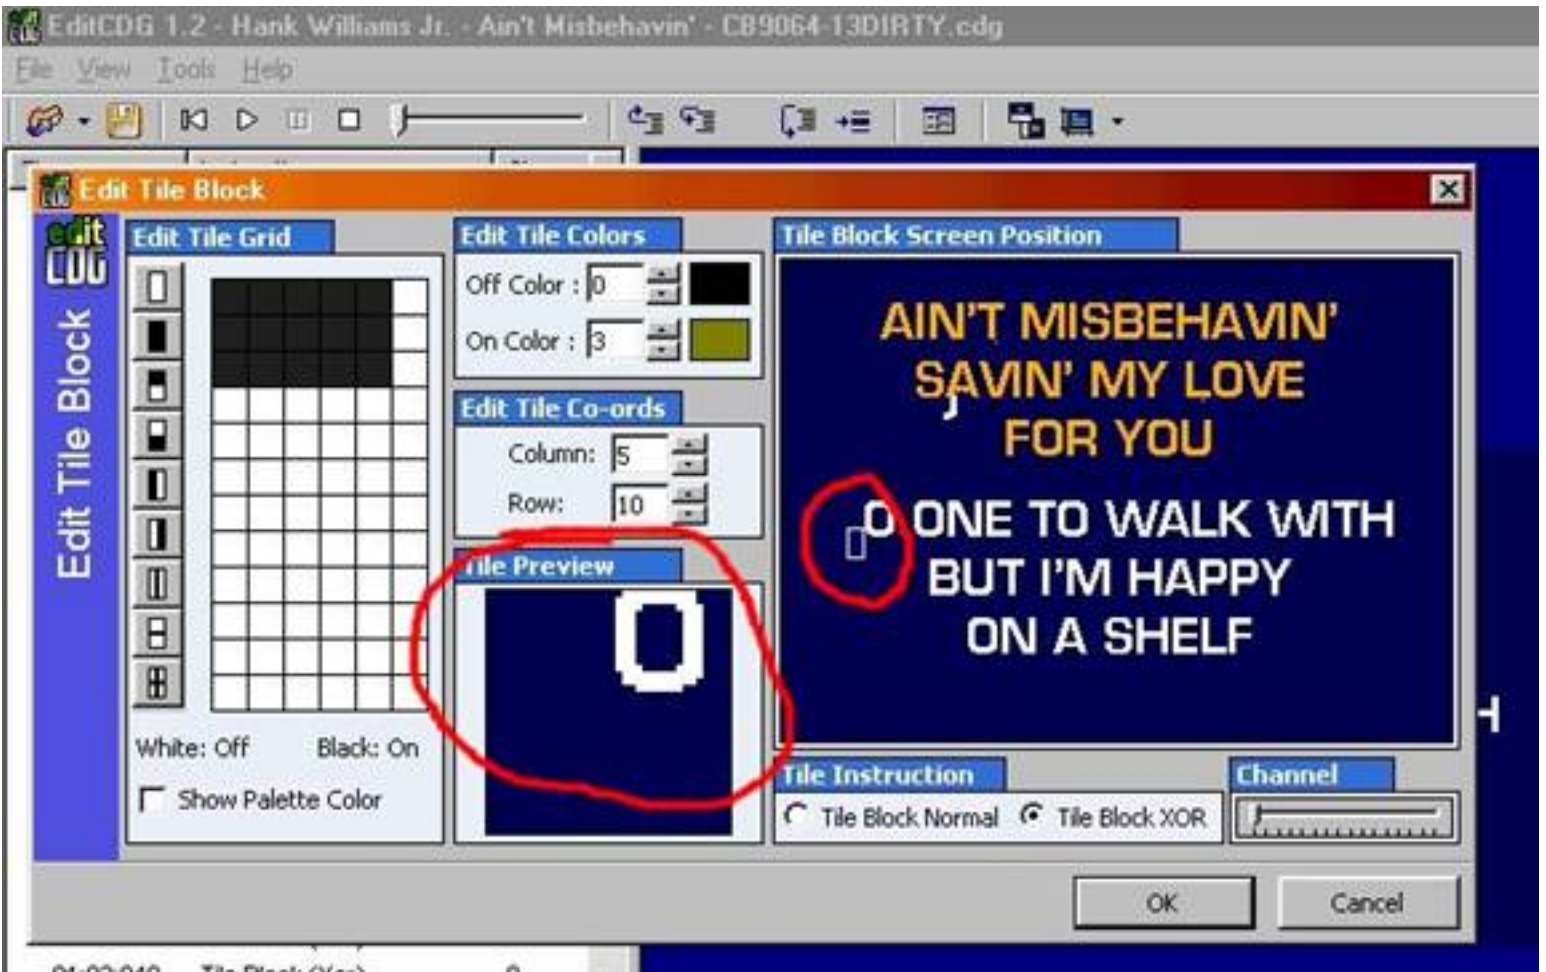 EditCDG 1.2 - Hank Williams Jr. - Ain't Misbehavin' - CB9064-13DIRTY.cdg
File View Tools Help
Edit Tile Block
edit
CDG
Edit Tile Block
Edit Tile Grid
White: Off Black: On
Show Palette Color
Edit Tile Colors
Off Color : 0
On Color : 3
Edit Tile Co-ords
Column: 5
Row: 10
Tile Preview
O
Tile Block Screen Position
AIN'T MISBEHAVIN'
SAVIN' MY LOVE
FOR YOU
O ONE TO WALK WITH
BUT I'M HAPPY
ON A SHELF
Tile Instruction
Tile Block Normal Tile Block XOR
Channel
OK Cancel